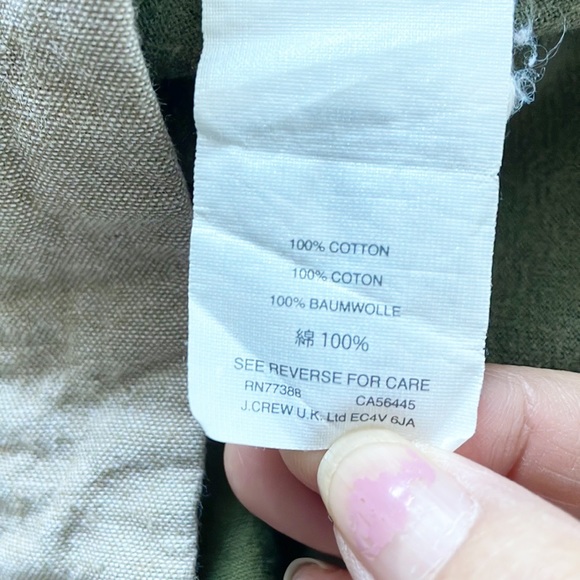 100% COTTON
100% COTON
100% BAUMWOLLE
綿 100%
SEE REVERSE FOR CARE
RN77388 CA56445
J.CREW U.K. Ltd EC4V 6JA